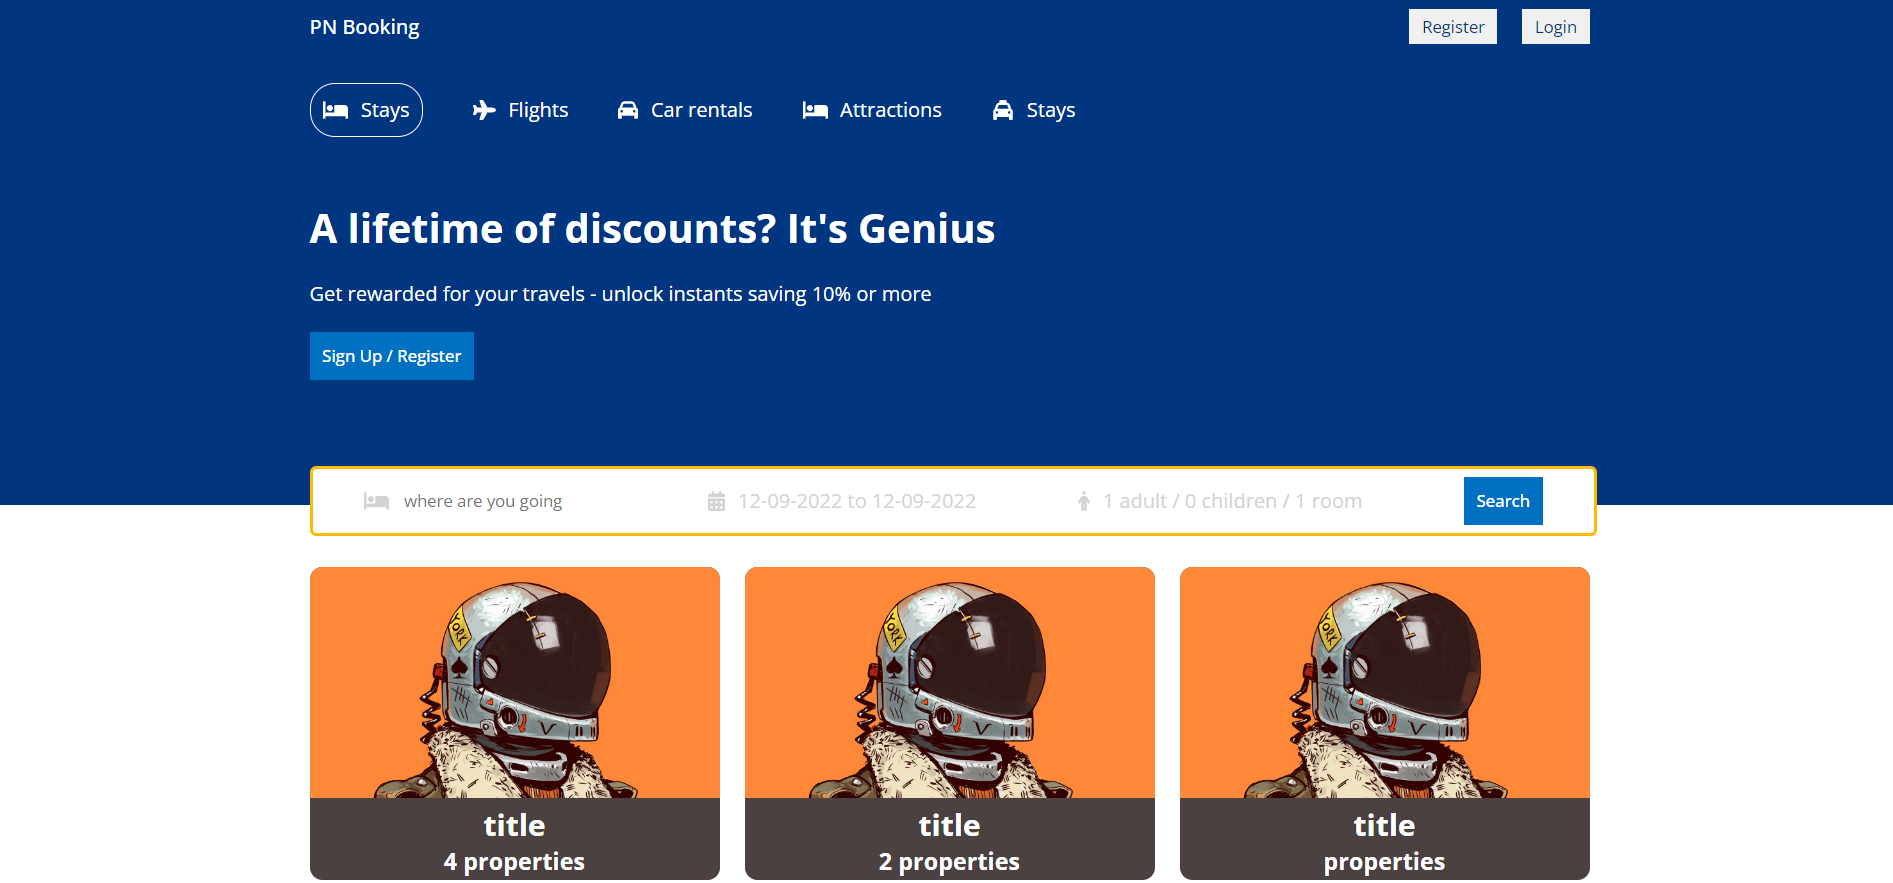 PN Booking
Register
Login
Stays
Flights
Car rentals
Attractions
Stays
A lifetime of discounts? It's Genius
Get rewarded for your travels - unlock instants saving 10% or more
Sign Up / Register
where are you going
12-09-2022 to 12-09-2022
1 adult / 0 children / 1 room
Search
YORK
YORK
YORK
title
title
title
4 properties
2 properties
properties